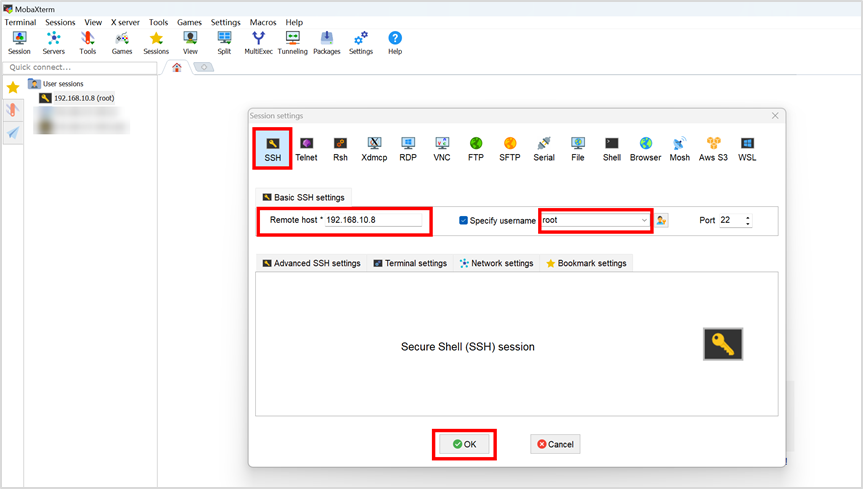 MobaXterm
Terminal Sessions View X server Tools Games Settings Macros Help
Session Servers Tools Games Sessions View Split MultiExec Tunneling Packages Settings Help
Quick connect...
User sessions
192.168.10.8 (root)
Session settings
SSH Telnet Rsh Xdmcp RDP VNC FTP SFTP Serial File Shell Browser Mosh Aws S3 WSL
Basic SSH settings
Remote host * 192.168.10.8 Specify username root Port 22
Advanced SSH settings Terminal settings Network settings Bookmark settings
Secure Shell (SSH) session
OK Cancel